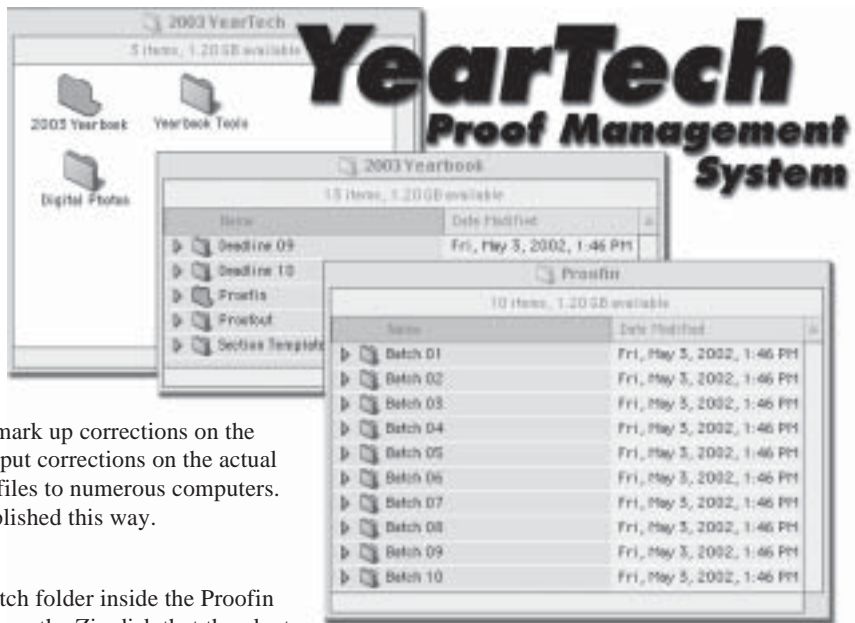 2003 YearTech
3 items, 1.20 GB available
2003 Yearbook
Yearbook Tools
Digital Photos
YearTech
Proof Management
System
2003 Yearbook
13 items, 1.20 GB available
Name
Date Modified
Deadline 09
Fri, May 3, 2002, 1:46 PM
Deadline 10
Proofin
Proofout
Section Template
Proofin
10 items, 1.20 GB available
Name
Date Modified
Batch 01
Fri, May 3, 2002, 1:46 PM
Batch 02
Fri, May 3, 2002, 1:46 PM
Batch 03
Fri, May 3, 2002, 1:46 PM
Batch 04
Fri, May 3, 2002, 1:46 PM
Batch 05
Fri, May 3, 2002, 1:46 PM
Batch 06
Fri, May 3, 2002, 1:46 PM
Batch 07
Fri, May 3, 2002, 1:46 PM
Batch 08
Fri, May 3, 2002, 1:46 PM
Batch 09
Fri, May 3, 2002, 1:46 PM
Batch 10
Fri, May 3, 2002, 1:46 PM
mark up corrections on the
put corrections on the actual
files to numerous computers.
lished this way.
tch folder inside the Proofin